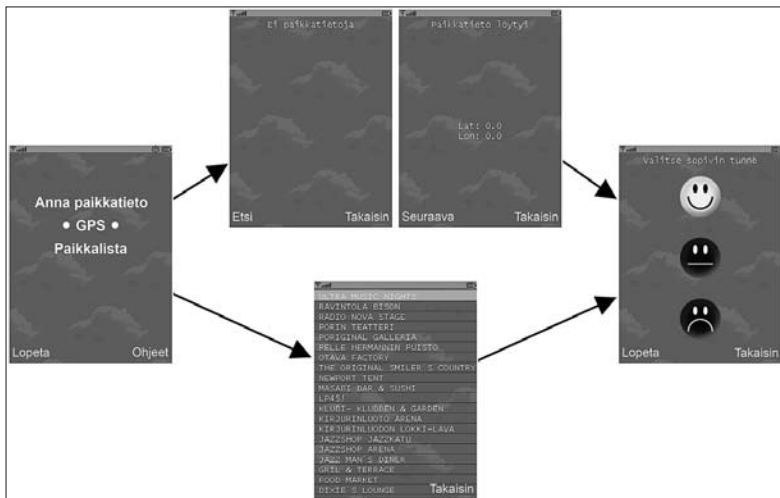 Ei paikkatietoja
Etsi
Takaisin
Paikkatieto löytyi
Lat: 0.0
Lon: 0.0
Seuraava
Takaisin
Anna paikkatieto
• GPS •
Paikkalista
Lopeta
Ohjeet
ULTRA MUSIC NIGHTS
RAVINTOLA BISON
RADIO NOVA STAGE
PORIN TEATTERI
PORIGINAL GALLERIA
PELLE HERMANNIN PUISTO
OTAVA FACTORY
THE ORIGINAL SMILER´S COUNTRY
NEWPORT TENT
MASABI BAR & SUSHI
LP45!
KLUBI- KLUBBEN & GARDEN
KIRJURINLUOTO ARENA
KIRJURINLUODON LOKKI-LAVA
JAZZSHOP JAZZKATU
JAZZSHOP ARENA
JAZZ MAN´S DINER
GRIL & TERRACE
FOOD MARKET
DIXIE´S LOUNGE
Takaisin
Valitse sopivin tunne
Lopeta
Takaisin